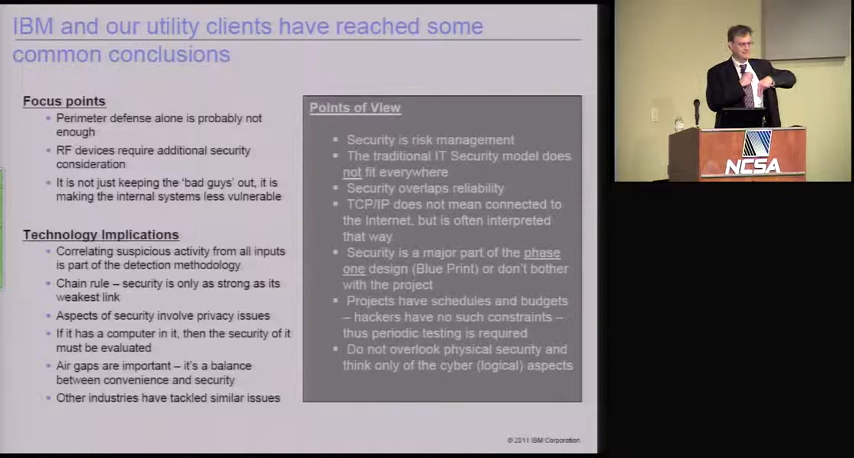 IBM and our utility clients have reached some
common conclusions
Focus points
Perimeter defense alone is probably not
enough
RF devices require additional security
consideration
It is not just keeping the 'bad guys' out, it is
making the internal systems less vulnerable
Technology Implications
Correlating suspicious activity from all inputs
is part of the detection methodology
Chain rule – security is only as strong as its
weakest link
Aspects of security involve privacy issues
If it has a computer in it, then the security of it
must be evaluated
Air gaps are important – it's a balance
between convenience and security
Other industries have tackled similar issues
Points of View
Security is risk management
The traditional IT Security model does
not fit everywhere
Security overlaps reliability
TCP/IP does not mean connected to
the Internet, but is often interpreted
that way
Security is a major part of the phase
one design (Blue Print) or don't bother
with the project
Projects have schedules and budgets
– hackers have no such constraints –
thus periodic testing is required
Do not overlook physical security and
think only of the cyber (logical) aspects
© 2011 IBM Corporation
NCSA